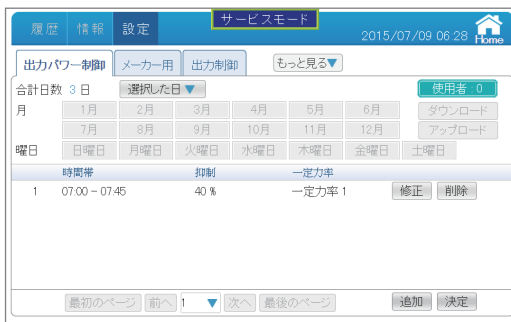 サービスモード
履歴 情報 設定 2015/07/09 06:28 Home
出力パワー制御 メーカー用 出力制御 もっと見る▼
合計日数 3 日 選択した日▼ 使用者:0
月 1月 2月 3月 4月 5月 6月 ダウンロード
7月 8月 9月 10月 11月 12月 アップロード
曜日 日曜日 月曜日 火曜日 水曜日 木曜日 金曜日 土曜日
時間帯 抑制 一定力率
1 07:00 - 07:45 40 % 一定力率 1 修正 削除
最初のページ 前へ 1 ▼ 次へ 最後のページ 追加 決定